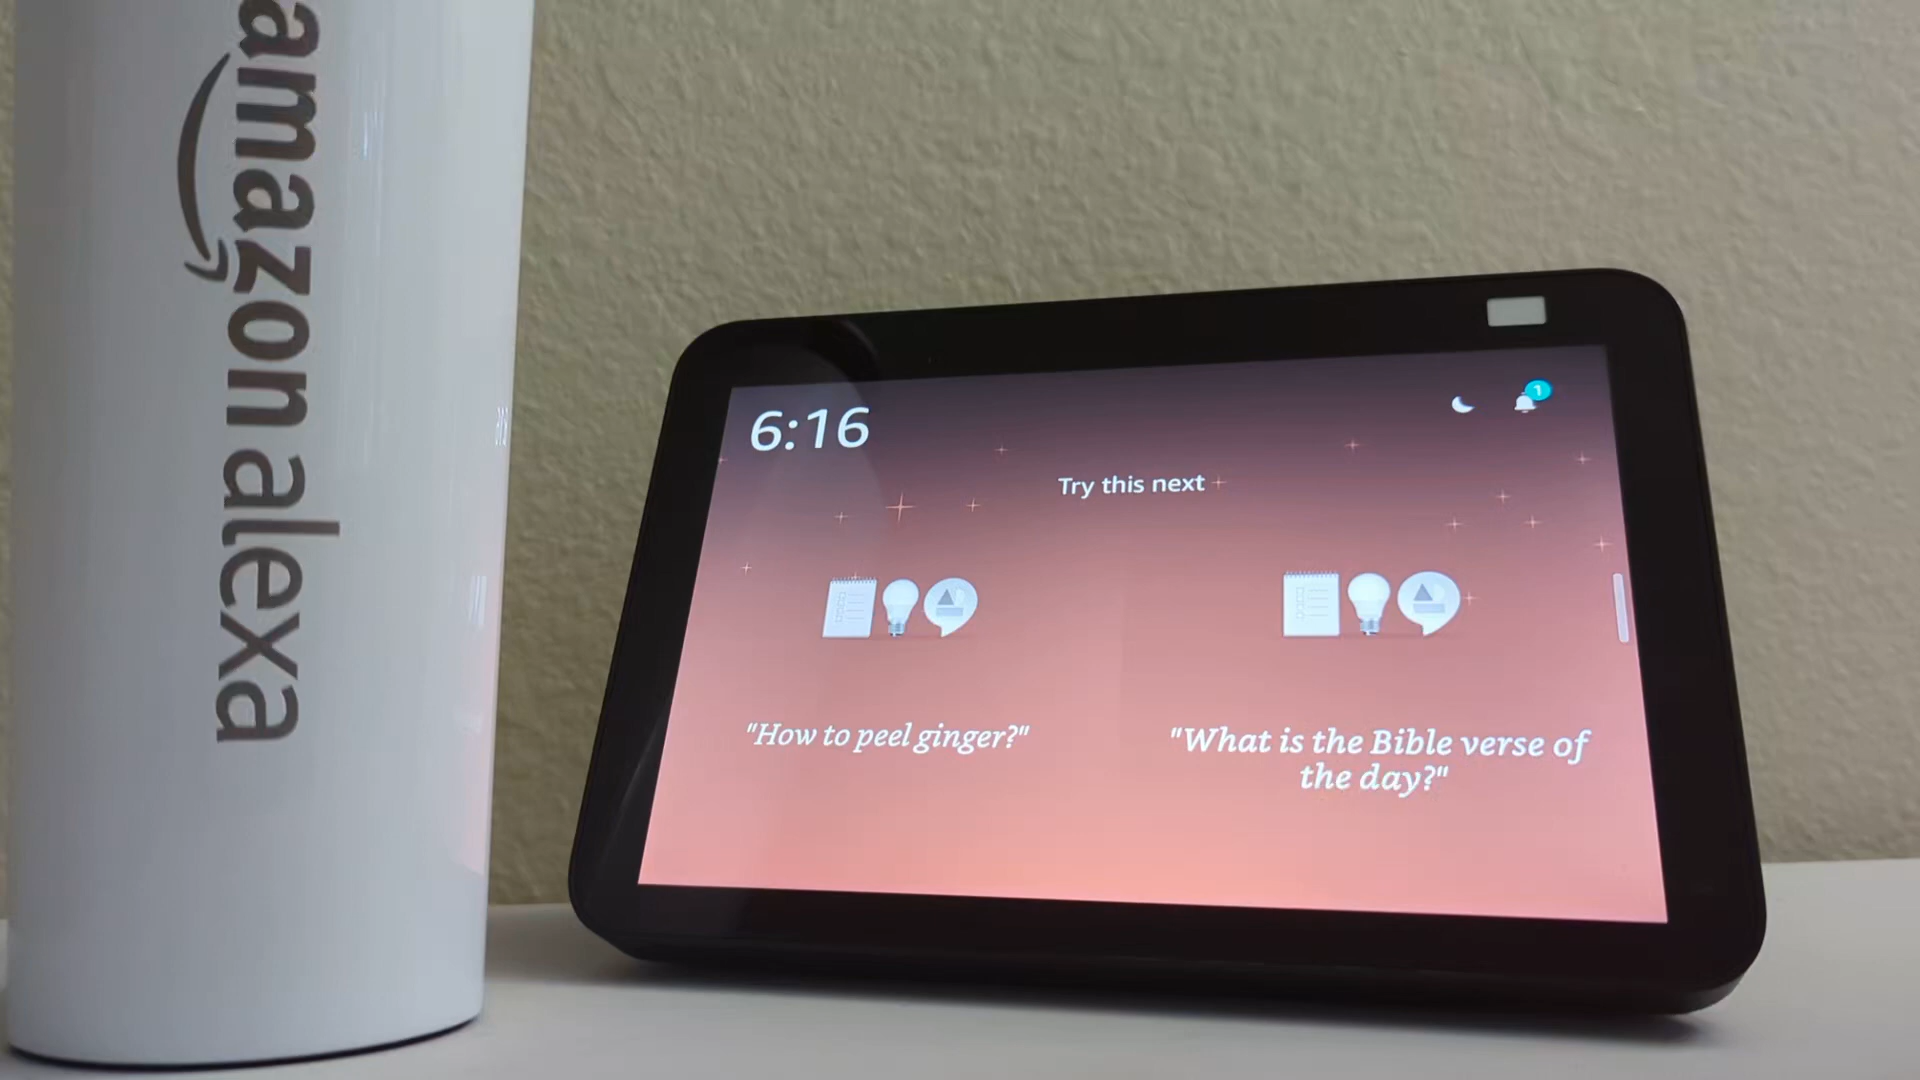 amazon alexa
6:16
1
Try this next
"How to peel ginger?"
"What is the Bible verse of
the day?"